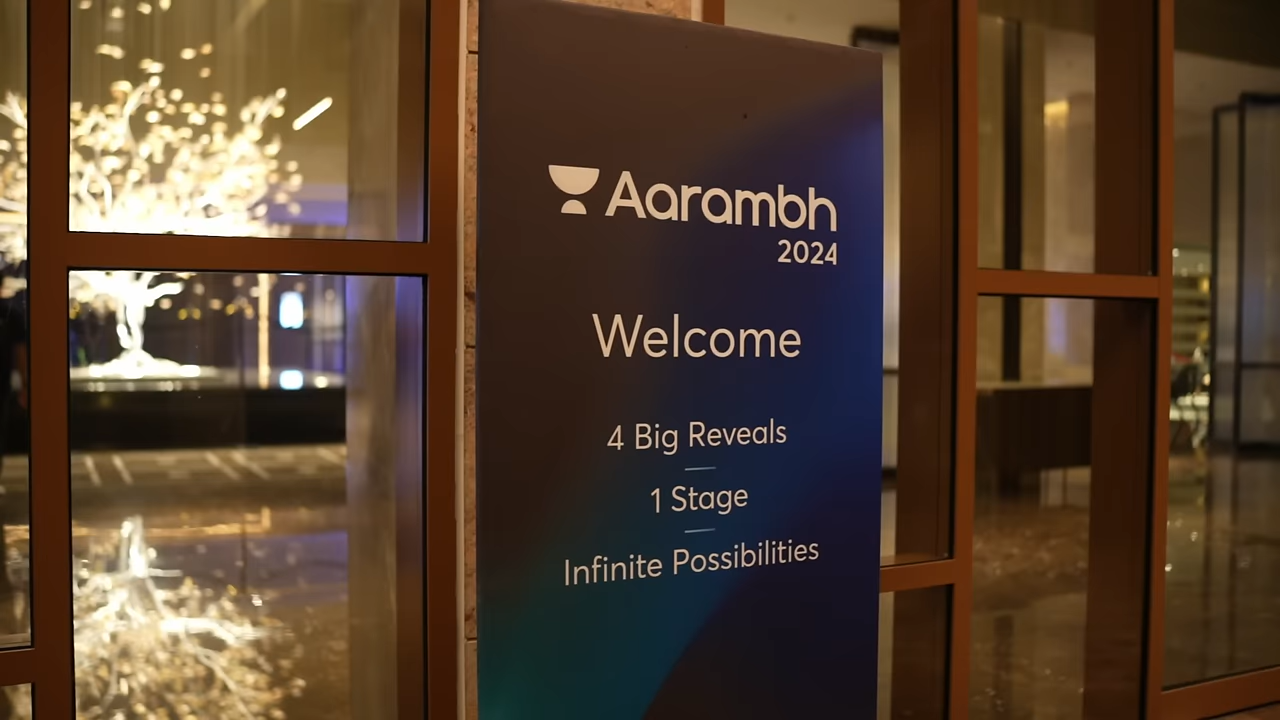 Aarambh
2024
Welcome
4 Big Reveals
1 Stage
Infinite Possibilities